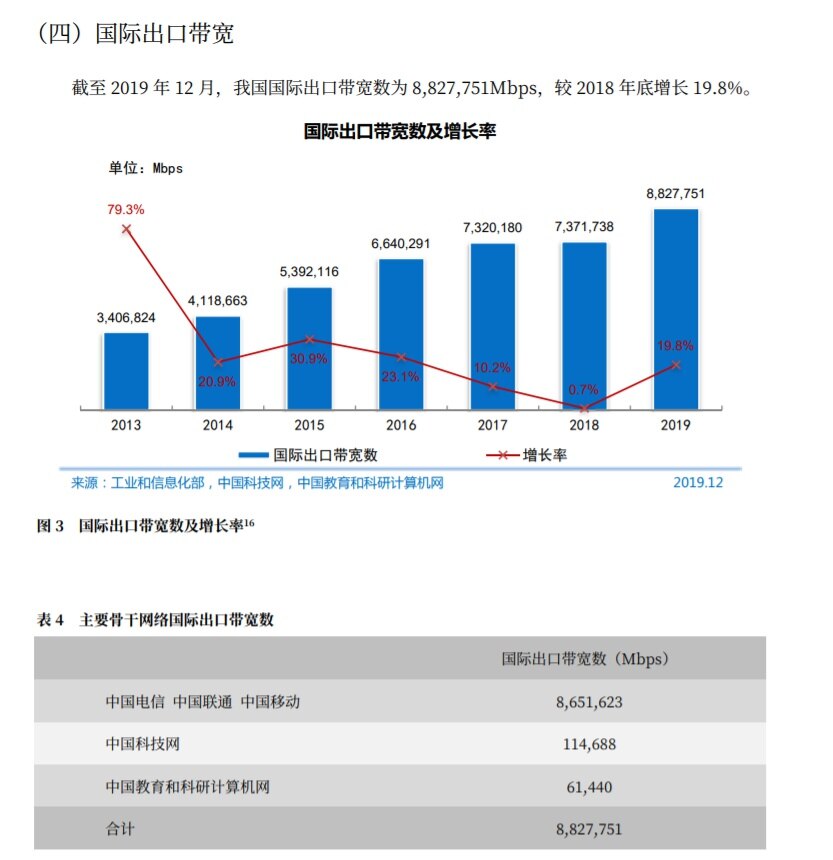 （四）国际出口带宽
截至 2019 年 12 月，我国国际出口带宽数为 8,827,751Mbps，较 2018 年底增长 19.8%。
国际出口带宽数及增长率
单位：Mbps
79.3%
3,406,824
4,118,663
20.9%
5,392,116
30.9%
6,640,291
23.1%
7,320,180
10.2%
7,371,738
0.7%
8,827,751
19.8%
2013 2014 2015 2016 2017 2018 2019
国际出口带宽数 增长率
来源：工业和信息化部，中国科技网，中国教育和科研计算机网 2019.12
图 3 国际出口带宽数及增长率16
表 4 主要骨干网络国际出口带宽数
国际出口带宽数（Mbps）
中国电信 中国联通 中国移动 8,651,623
中国科技网 114,688
中国教育和科研计算机网 61,440
合计 8,827,751